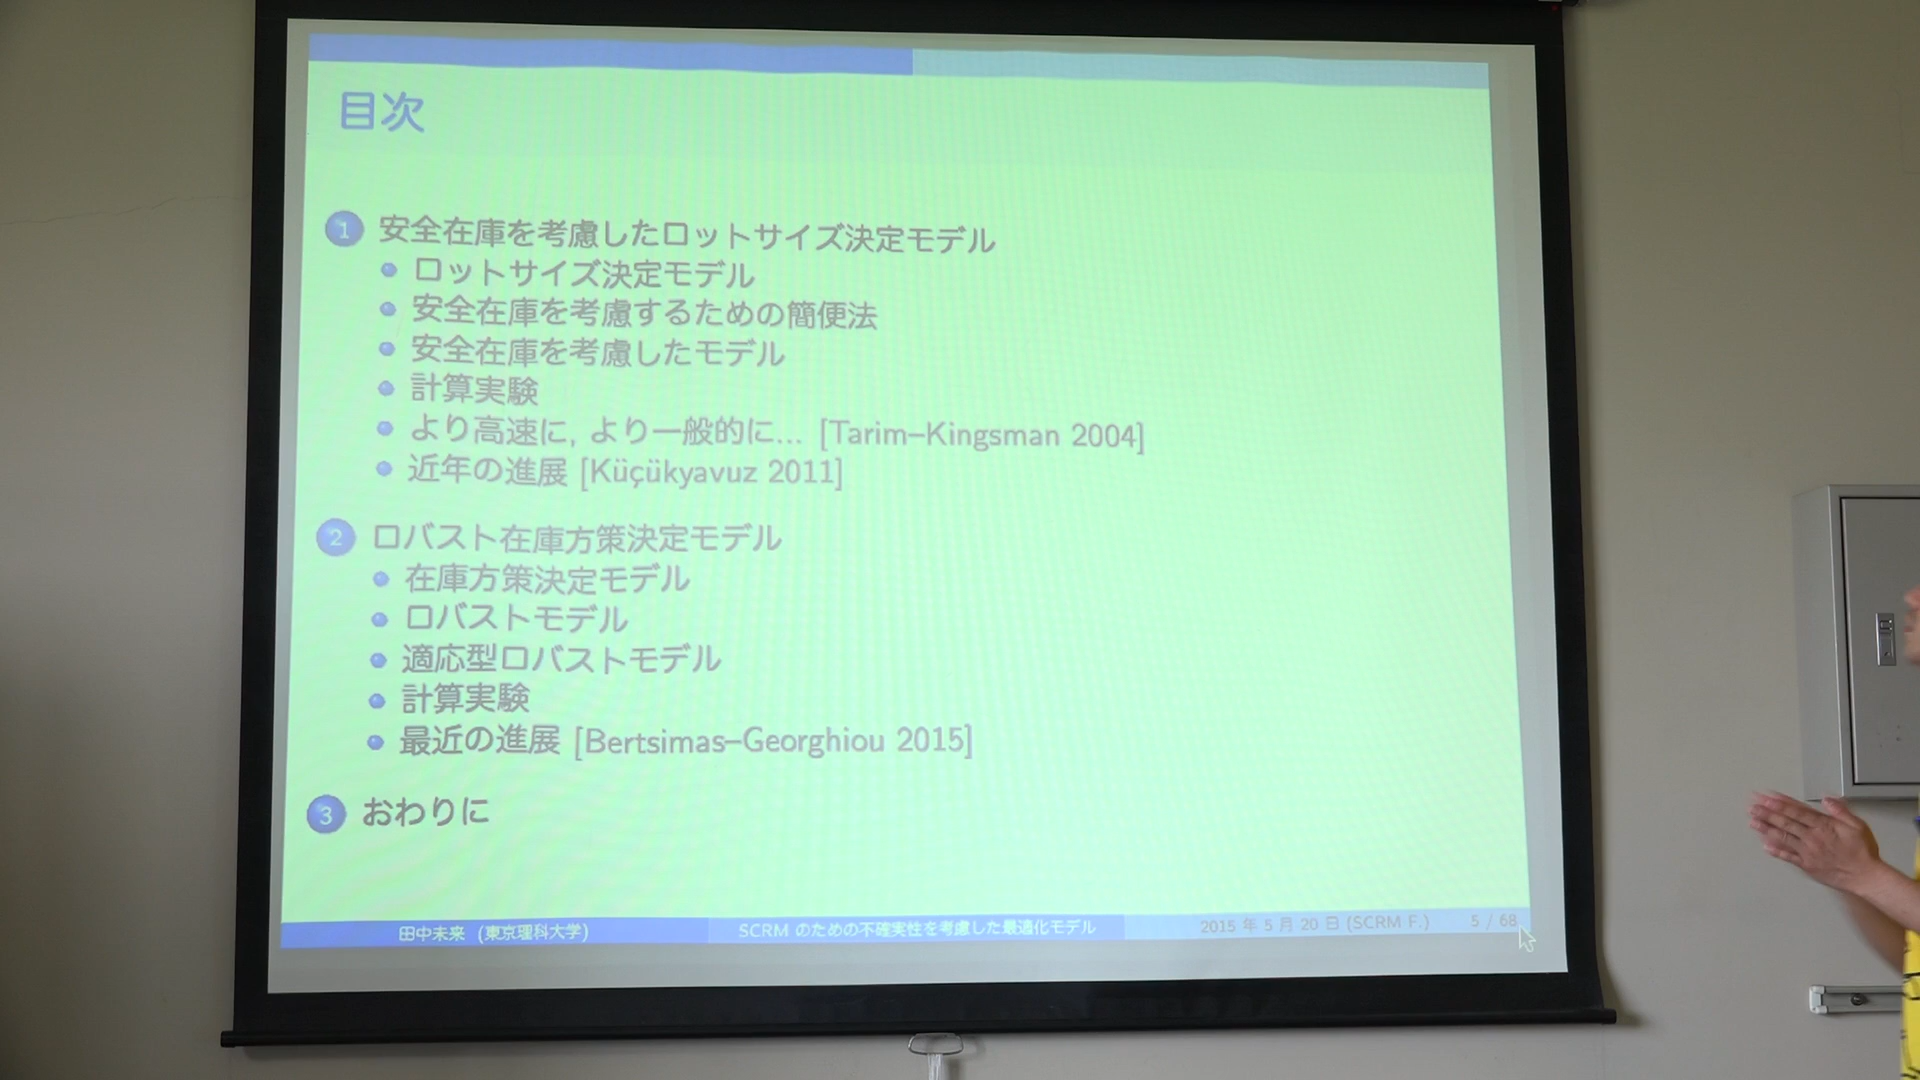 目次
1 安全在庫を考慮したロットサイズ決定モデル
ロットサイズ決定モデル
安全在庫を考慮するための簡便法
安全在庫を考慮したモデル
計算実験
より高速に, より一般的に... [Tarim–Kingsman 2004]
近年の進展 [Küçükyavuz 2011]
2 ロバスト在庫方策決定モデル
在庫方策決定モデル
ロバストモデル
適応型ロバストモデル
計算実験
最近の進展 [Bertsimas–Georghiou 2015]
3 おわりに
田中未来 (東京理科大学) SCRM のための不確実性を考慮した最適化モデル 2015 年 5 月 20 日 (SCRM F.) 5 / 68